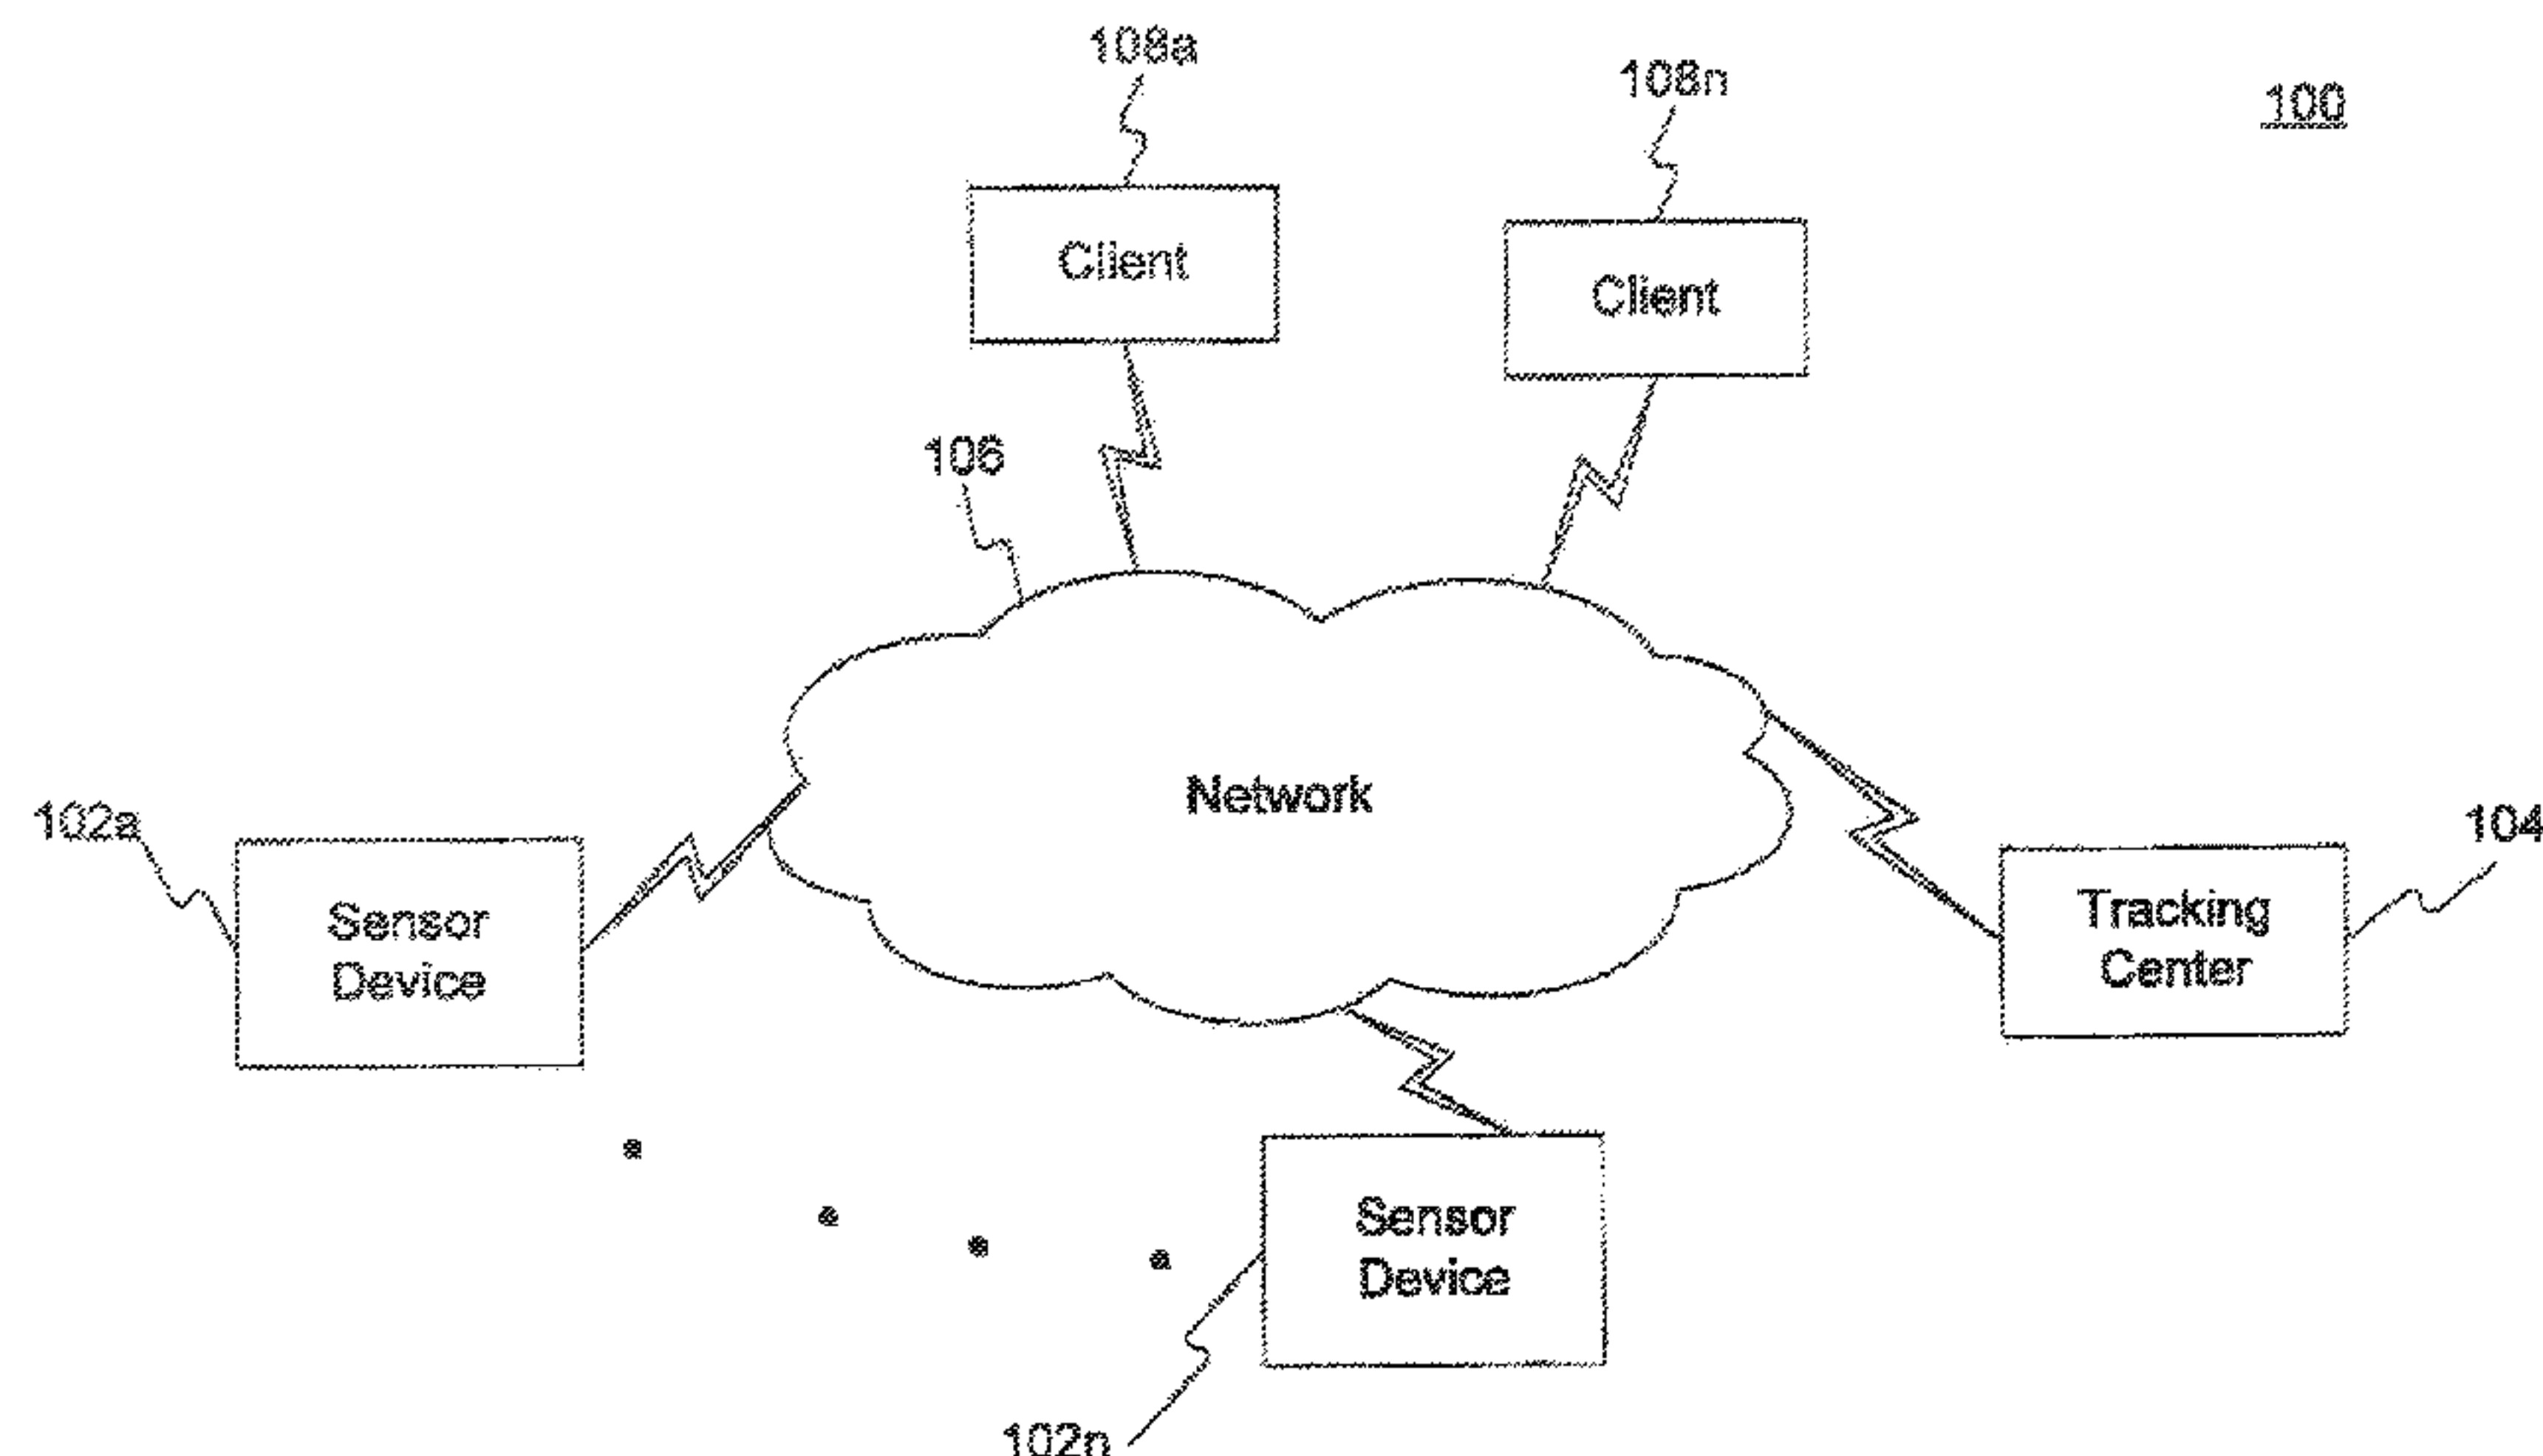 108a
108n
100
Client
Client
106
Network
102a
104
Sensor
Device
Tracking
Center
Sensor
Device
102n